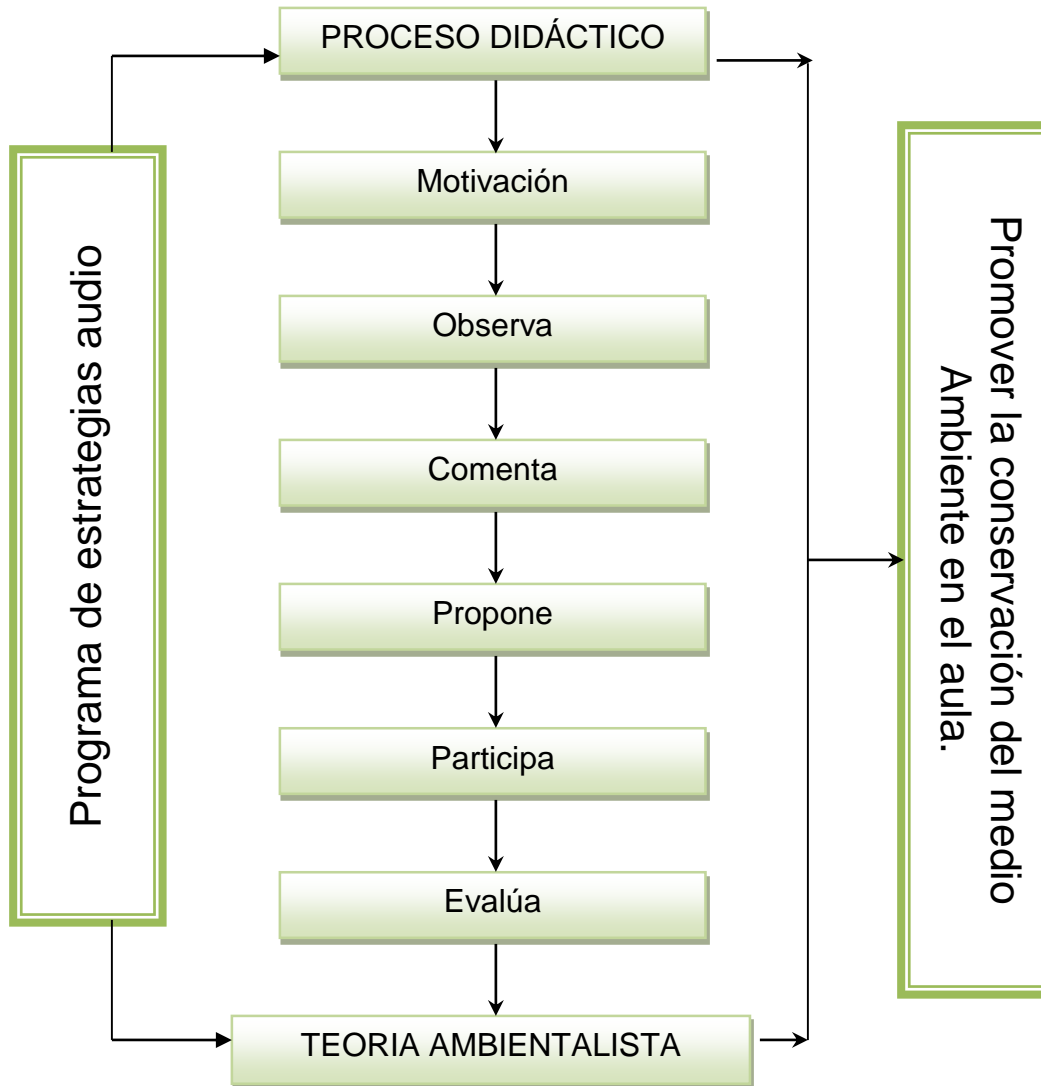 PROCESO DIDÁCTICO
Programa de estrategias audio
Motivación
Observa
Comenta
Propone
Participa
Evalúa
TEORIA AMBIENTALISTA
Promover la conservación del medio
Ambiente en el aula.